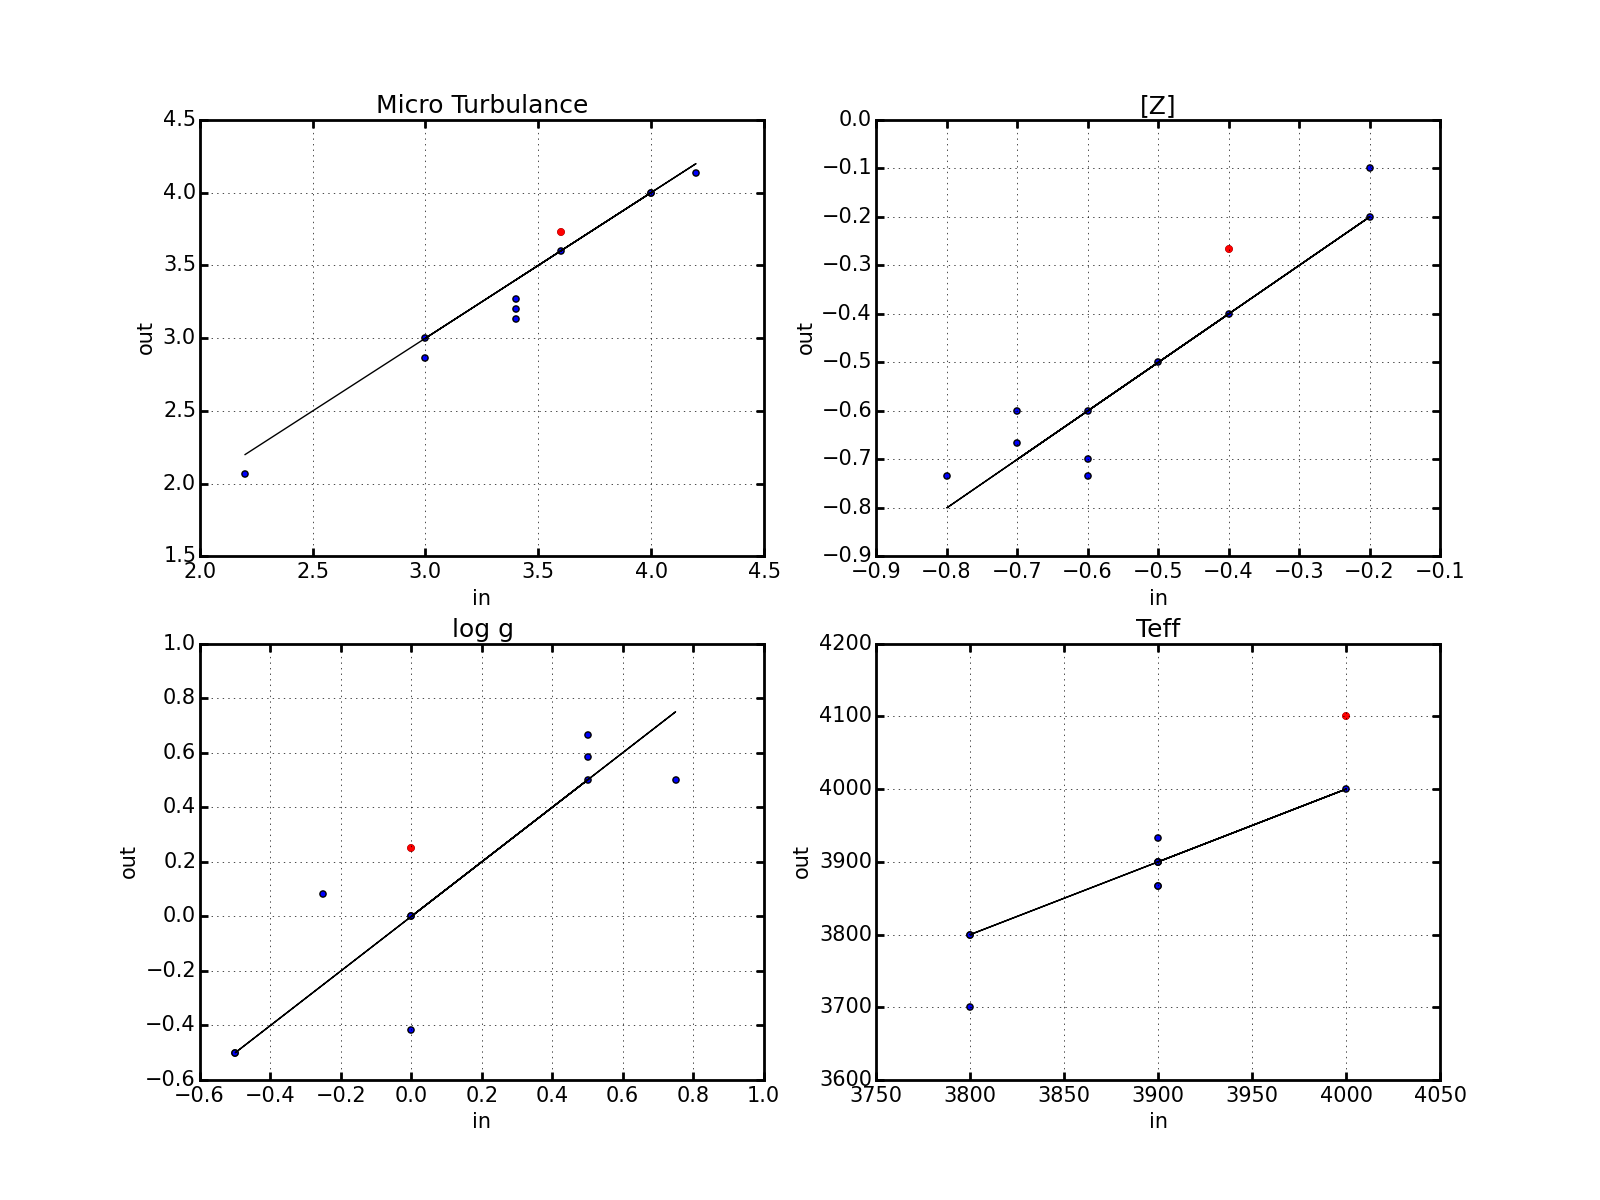 Micro Turbulance
4.5
4.0
3.5
3.0
2.5
2.0
1.5
out
2.0 2.5 3.0 3.5 4.0 4.5
in
[Z]
0.0
−0.1
−0.2
−0.3
−0.4
−0.5
−0.6
−0.7
−0.8
−0.9
out
−0.9 −0.8 −0.7 −0.6 −0.5 −0.4 −0.3 −0.2 −0.1
in
log g
1.0
0.8
0.6
0.4
0.2
0.0
−0.2
−0.4
−0.6
out
−0.6 −0.4 −0.2 0.0 0.2 0.4 0.6 0.8 1.0
in
Teff
4200
4100
4000
3900
3800
3700
3600
out
3750 3800 3850 3900 3950 4000 4050
in